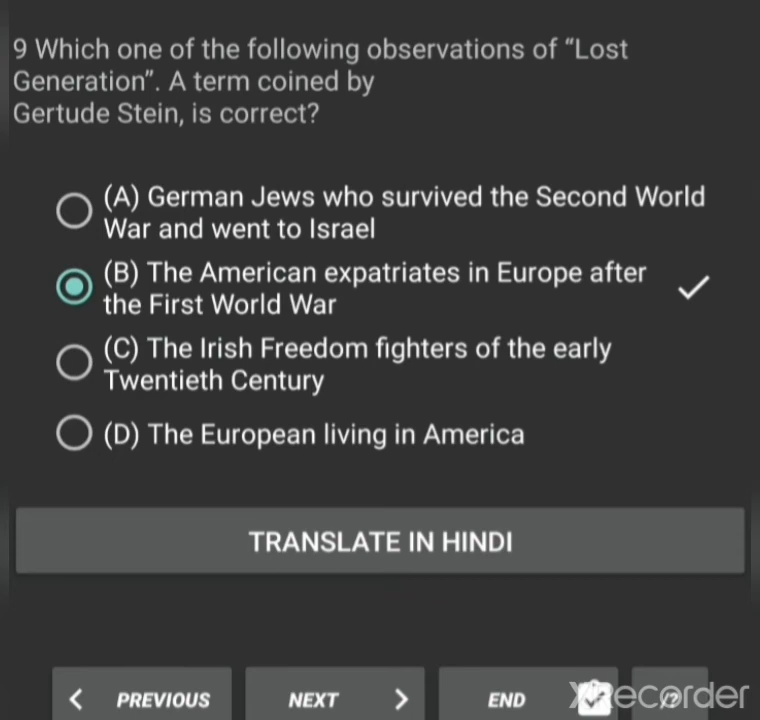 9 Which one of the following observations of “Lost
Generation”. A term coined by
Gertude Stein, is correct?
(A) German Jews who survived the Second World
War and went to Israel
(B) The American expatriates in Europe after
the First World War
(C) The Irish Freedom fighters of the early
Twentieth Century
(D) The European living in America
TRANSLATE IN HINDI
PREVIOUS
NEXT
END
XRecorder